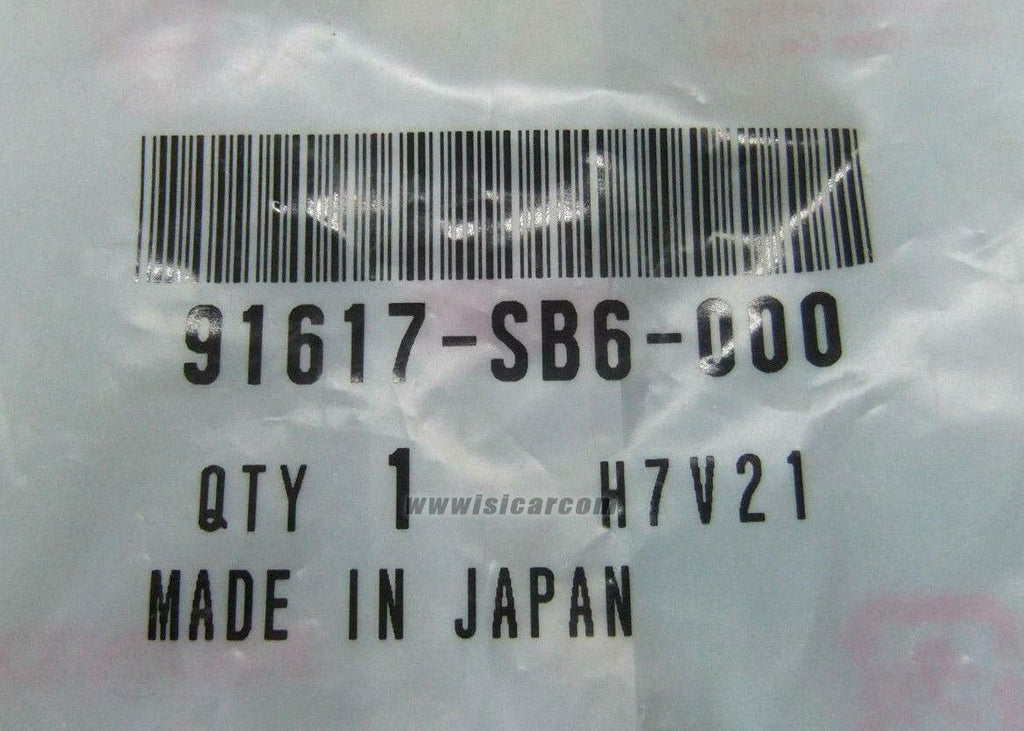 91617-SB6-000
QTY 1 H7V21
wwwisicarcom
MADE IN JAPAN